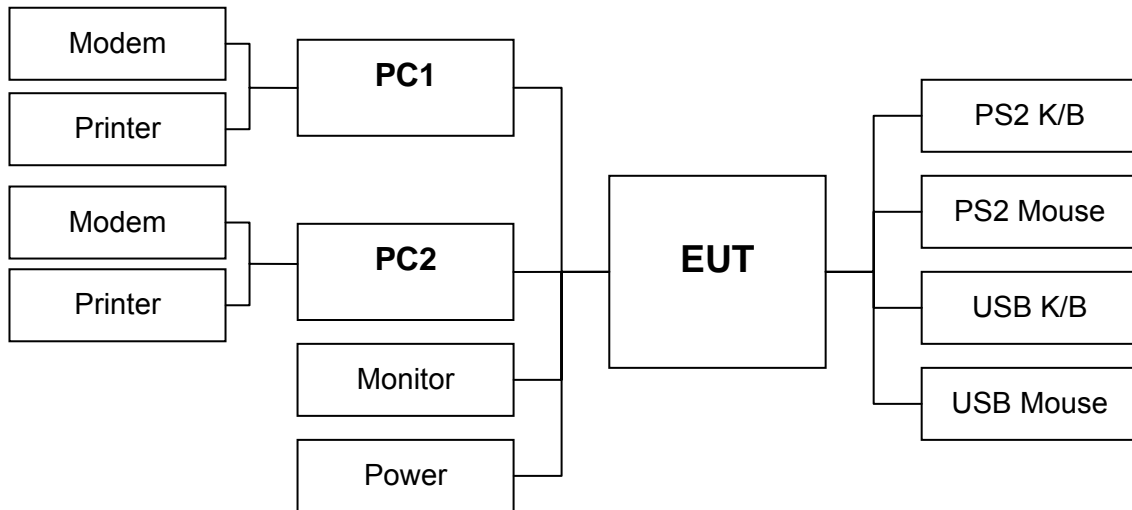 Modem
Printer
PC1
Modem
Printer
PC2
Monitor
Power
EUT
PS2 K/B
PS2 Mouse
USB K/B
USB Mouse